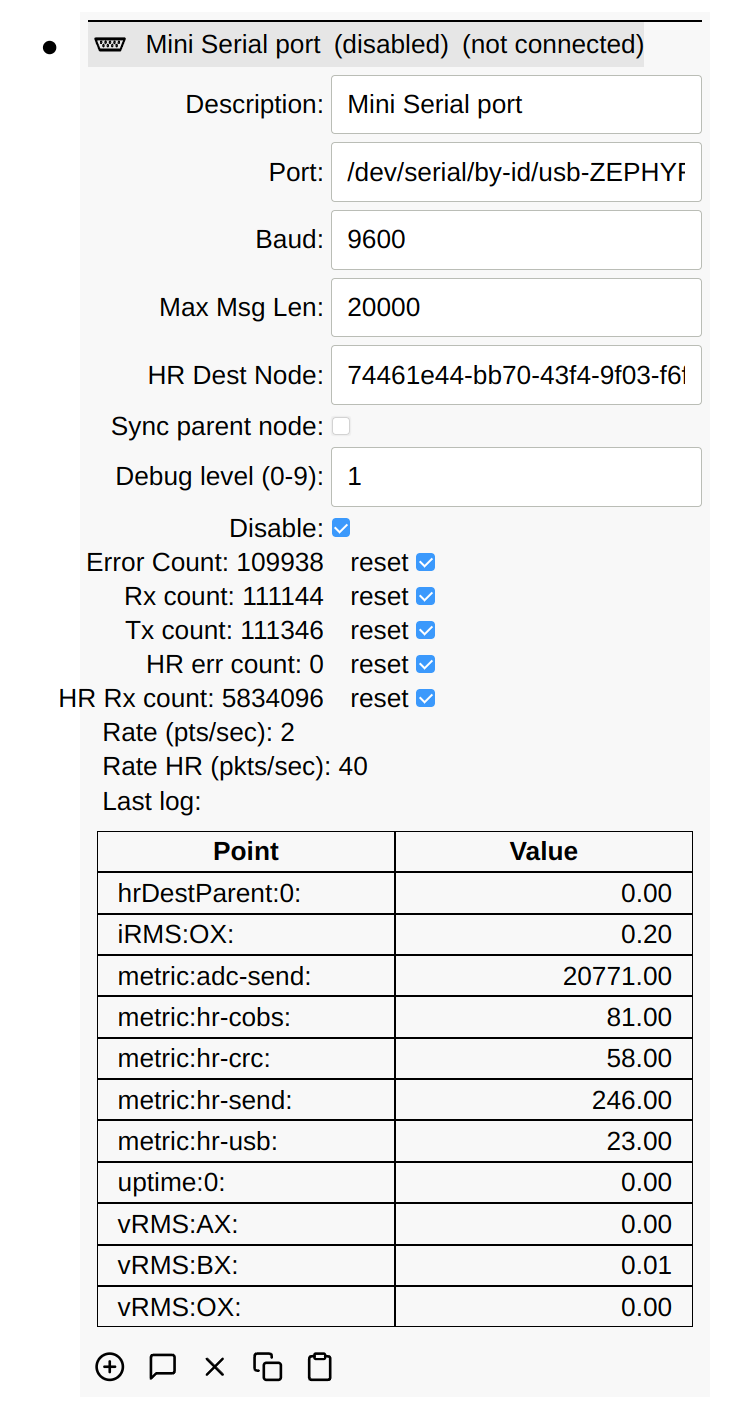 Mini Serial port (disabled) (not connected)
Description: Mini Serial port
Port: /dev/serial/by-id/usb-ZEPHYR
Baud: 9600
Max Msg Len: 20000
HR Dest Node: 74461e44-bb70-43f4-9f03-f6f
Sync parent node:
Debug level (0-9): 1
Disable:
Error Count: 109938 reset
Rx count: 111144 reset
Tx count: 111346 reset
HR err count: 0 reset
HR Rx count: 5834096 reset
Rate (pts/sec): 2
Rate HR (pkts/sec): 40
Last log:
Point Value
hrDestParent:0: 0.00
iRMS:OX: 0.20
metric:adc-send: 20771.00
metric:hr-cobs: 81.00
metric:hr-crc: 58.00
metric:hr-send: 246.00
metric:hr-usb: 23.00
uptime:0: 0.00
vRMS:AX: 0.00
vRMS:BX: 0.01
vRMS:OX: 0.00